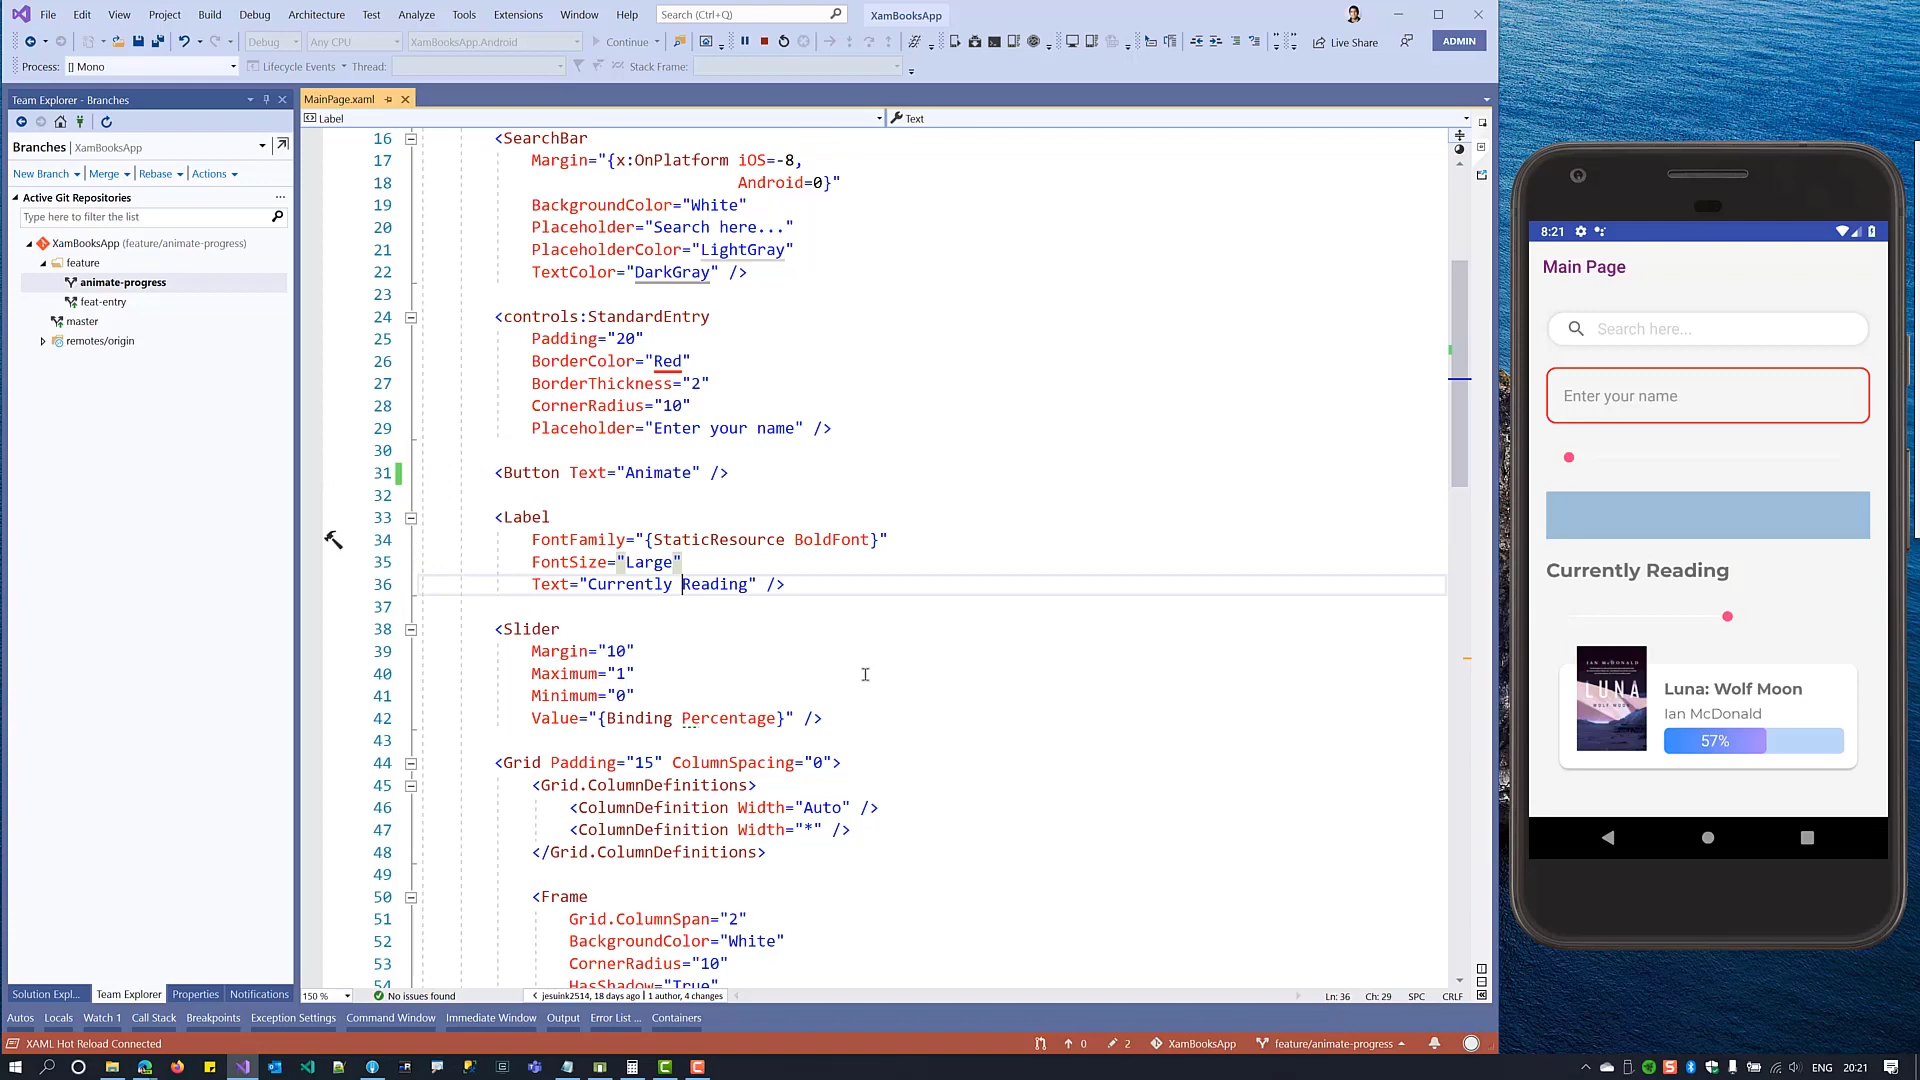 File Edit View Project Build Debug Architecture Test Analyze Tools Extensions Window Help Search (Ctrl+Q) XamBooksApp
Debug Any CPU XamBooksApp.Android Continue Live Share ADMIN
Process: [] Mono Lifecycle Events Thread: Stack Frame:
Team Explorer - Branches
Branches | XamBooksApp
New Branch Merge Rebase Actions
Active Git Repositories
Type here to filter the list
XamBooksApp (feature/animate-progress)
feature
animate-progress
feat-entry
master
remotes/origin
Solution Expl... Team Explorer Properties Notifications
MainPage.xaml
Label Text
16 <SearchBar
17 Margin="{x:OnPlatform iOS=-8,
18 Android=0}"
19 BackgroundColor="White"
20 Placeholder="Search here..."
21 PlaceholderColor="LightGray"
22 TextColor="DarkGray" />
23
24 <controls:StandardEntry
25 Padding="20"
26 BorderColor="Red"
27 BorderThickness="2"
28 CornerRadius="10"
29 Placeholder="Enter your name" />
30
31 <Button Text="Animate" />
32
33 <Label
34 FontFamily="{StaticResource BoldFont}"
35 FontSize="Large"
36 Text="Currently Reading" />
37
38 <Slider
39 Margin="10"
40 Maximum="1"
41 Minimum="0"
42 Value="{Binding Percentage}" />
43
44 <Grid Padding="15" ColumnSpacing="0">
45 <Grid.ColumnDefinitions>
46 <ColumnDefinition Width="Auto" />
47 <ColumnDefinition Width="*" />
48 </Grid.ColumnDefinitions>
49
50 <Frame
51 Grid.ColumnSpan="2"
52 BackgroundColor="White"
53 CornerRadius="10"
54 HasShadow="True"
150 % No issues found jesuink2514, 18 days ago | 1 author, 4 changes Ln: 36 Ch: 29 SPC CRLF
Autos Locals Watch 1 Call Stack Breakpoints Exception Settings Command Window Immediate Window Output Error List ... Containers
XAML Hot Reload Connected 0 2 XamBooksApp feature/animate-progress
8:21
Main Page
Search here...
Enter your name
Currently Reading
IAN McDONALD
LUNA
WOLF MOON
Luna: Wolf Moon
Ian McDonald
57%
ENG 20:21